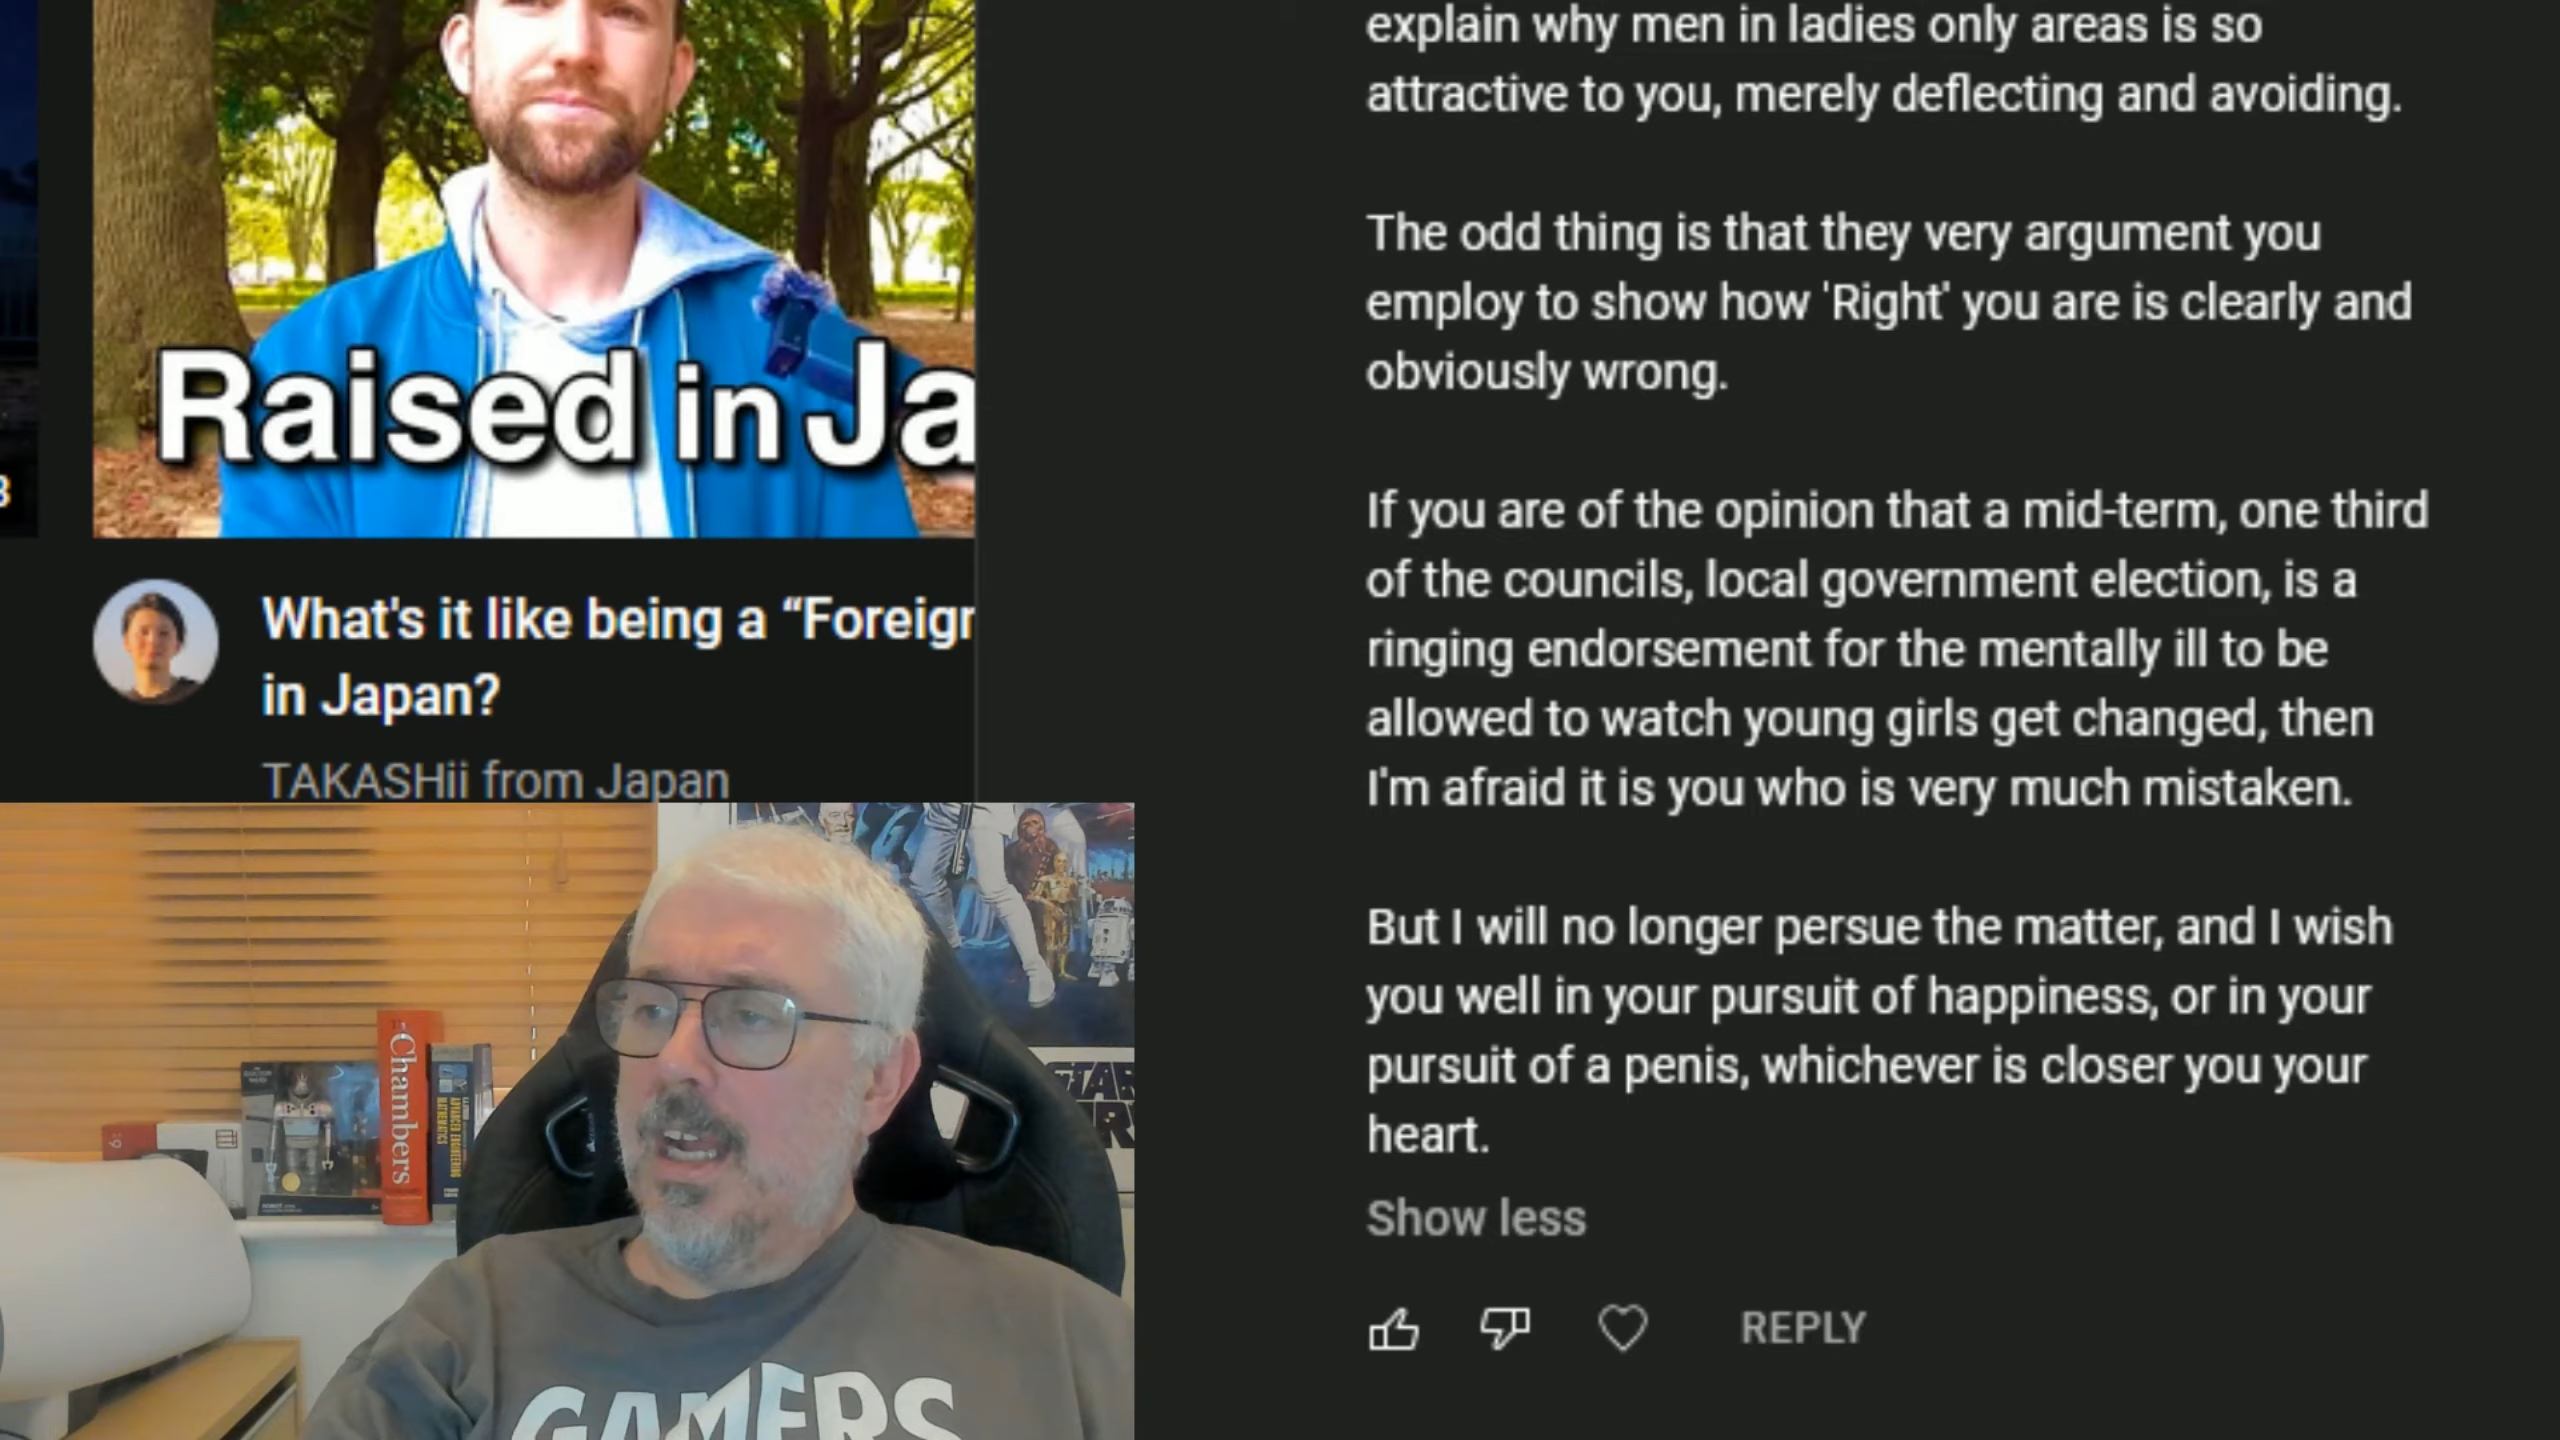 Raised in Ja
What's it like being a “Foreign
in Japan?
TAKASHii from Japan
explain why men in ladies only areas is so
attractive to you, merely deflecting and avoiding.
The odd thing is that they very argument you
employ to show how 'Right' you are is clearly and
obviously wrong.
If you are of the opinion that a mid-term, one third
of the councils, local government election, is a
ringing endorsement for the mentally ill to be
allowed to watch young girls get changed, then
I'm afraid it is you who is very much mistaken.
But I will no longer persue the matter, and I wish
you well in your pursuit of happiness, or in your
pursuit of a penis, whichever is closer you your
heart.
Show less
REPLY
Chambers
ADVANCED ENGINEERING
MATHEMATICS
STAR
GAMERS